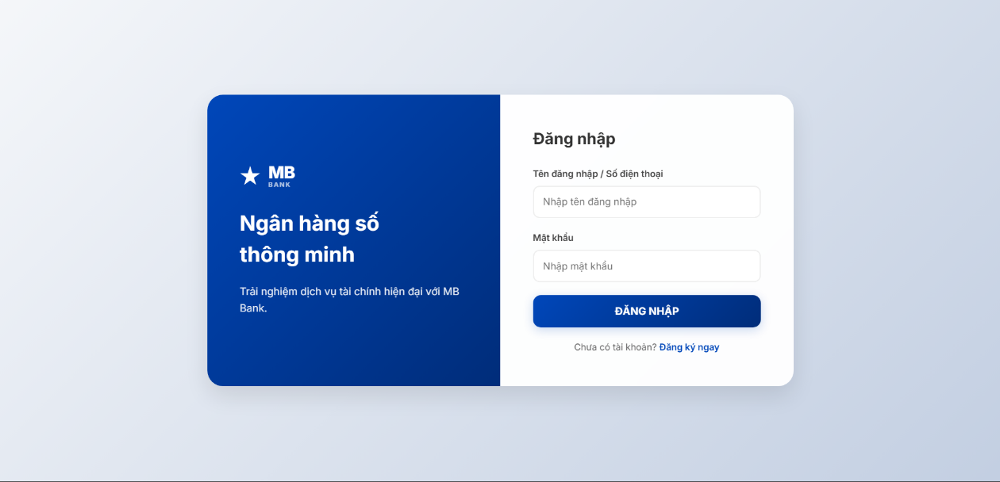 MB
BANK
Ngân hàng số
thông minh
Trải nghiệm dịch vụ tài chính hiện đại với MB
Bank.
Đăng nhập
Tên đăng nhập / Số điện thoại
Nhập tên đăng nhập
Mật khẩu
Nhập mật khẩu
ĐĂNG NHẬP
Chưa có tài khoản? Đăng ký ngay